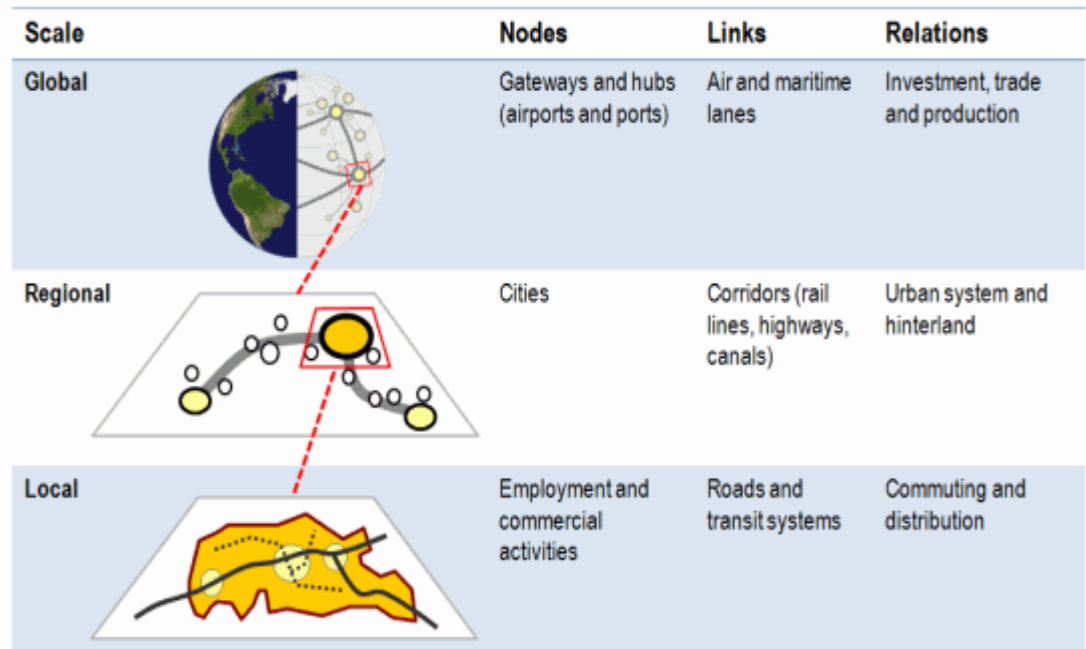 Scale Nodes Links Relations
Global Gateways and hubs Air and maritime Investment, trade
(airports and ports) lanes and production
Regional Cities Corridors (rail Urban system and
lines, highways, hinterland
canals)
Local Employment and Roads and Commuting and
commercial transit systems distribution
activities